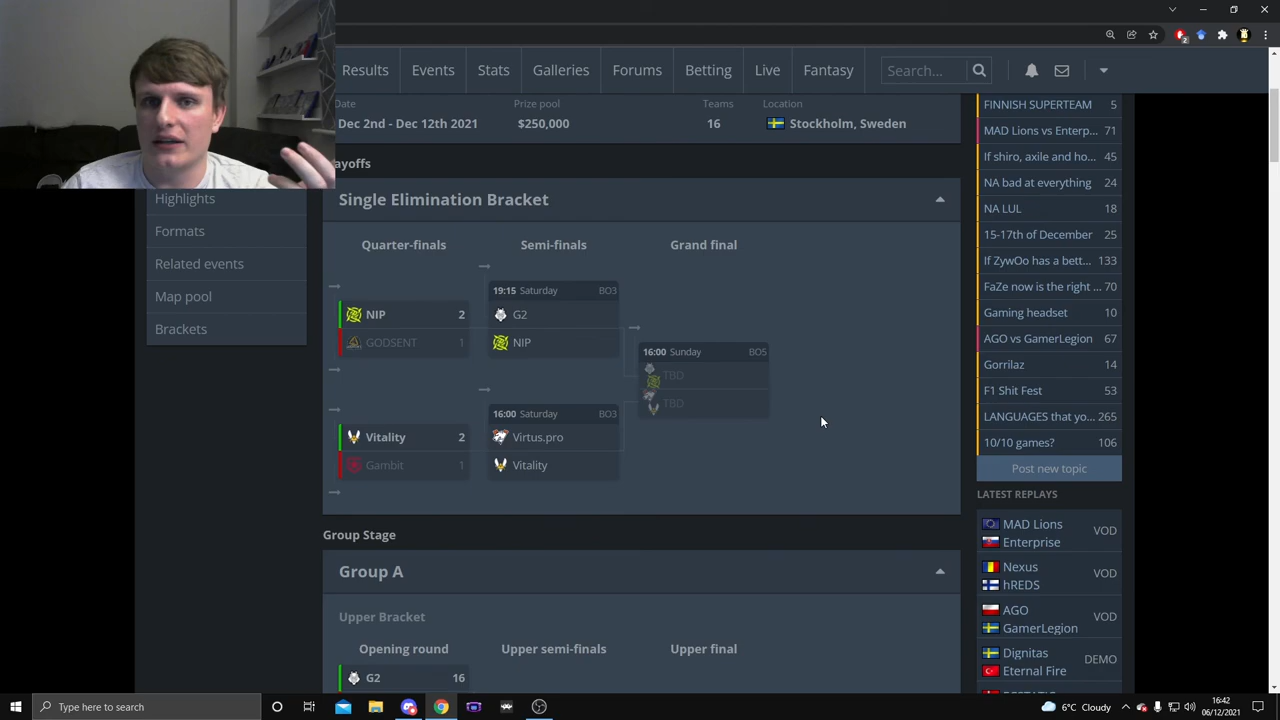 Results Events Stats Galleries Forums Betting Live Fantasy Search...
Date Prize pool Teams Location
Dec 2nd - Dec 12th 2021 $250,000 16 Stockholm, Sweden
ayoffs
Highlights
Formats
Related events
Map pool
Brackets
Single Elimination Bracket
Quarter-finals Semi-finals Grand final
NIP 2
GODSENT 1
Vitality 2
Gambit 1
19:15 Saturday BO3
G2
NIP
16:00 Saturday BO3
Virtus.pro
Vitality
16:00 Sunday BO5
TBD
TBD
Group Stage
Group A
Upper Bracket
Opening round Upper semi-finals Upper final
G2 16
FINNISH SUPERTEAM 5
MAD Lions vs Enterp... 71
If shiro, axile and ho... 45
NA bad at everything 24
NA LUL 18
15-17th of December 25
If ZywOo has a bett... 133
FaZe now is the right ... 70
Gaming headset 10
AGO vs GamerLegion 67
Gorrilaz 14
F1 Shit Fest 53
LANGUAGES that yo... 265
10/10 games? 106
Post new topic
LATEST REPLAYS
MAD Lions
Enterprise VOD
Nexus
hREDS VOD
AGO
GamerLegion VOD
Dignitas
Eternal Fire DEMO
Type here to search
6°C Cloudy
16:42
06/12/2021